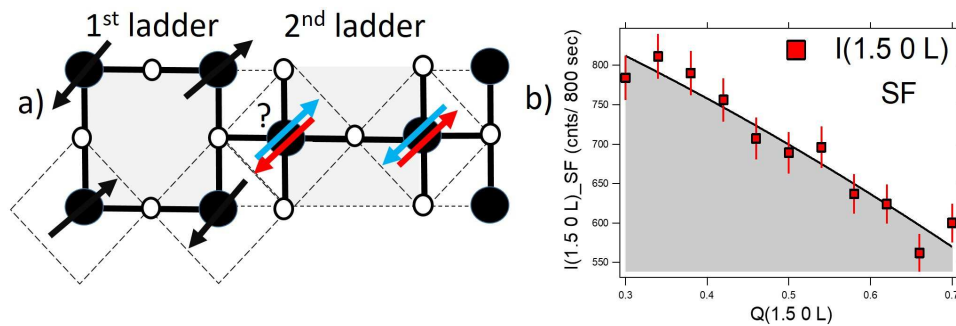 1st ladder
2nd ladder
a)
?
b)
I(1.5 0 L)
SF
I(1.5 0 L)_SF (cnts/ 800 sec)
800
750
700
650
600
550
0.3
0.4
0.5
0.6
0.7
Q(1.5 0 L)